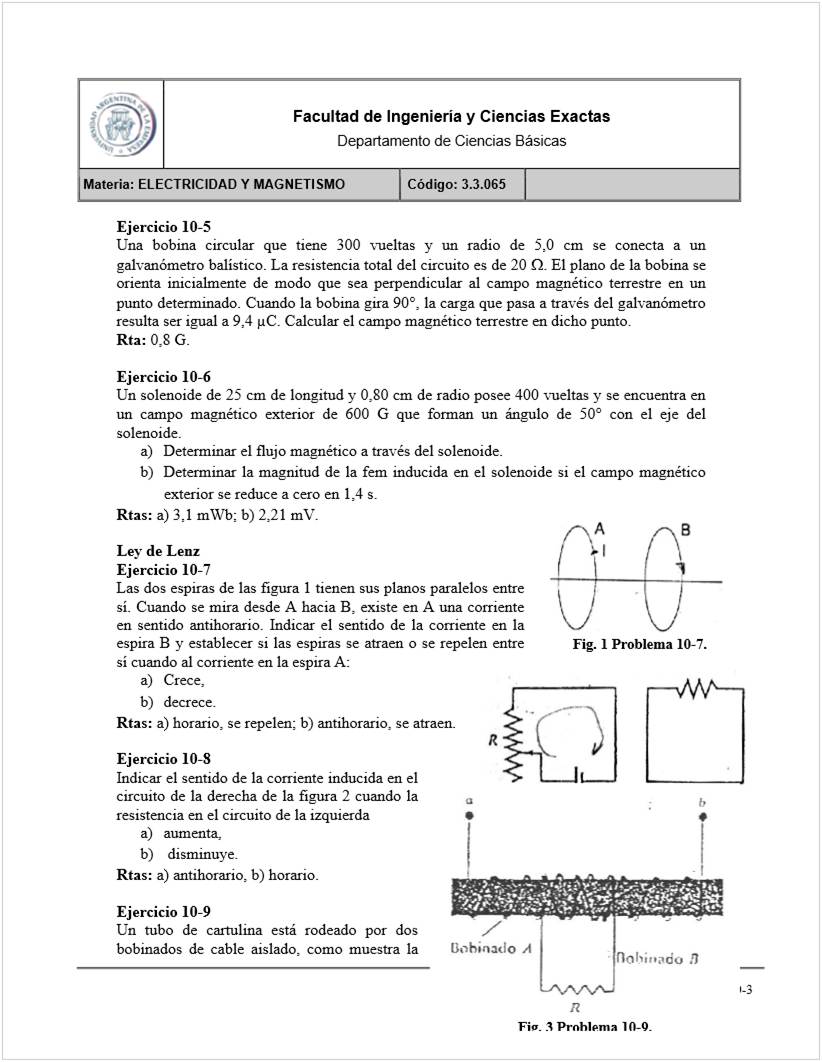 Facultad de Ingeniería y Ciencias Exactas
Departamento de Ciencias Básicas
Materia: ELECTRICIDAD Y MAGNETISMO
Código: 3.3.065
Ejercicio 10-5
Una bobina circular que tiene 300 vueltas y un radio de 5,0 cm se conecta a un
galvanómetro balístico. La resistencia total del circuito es de 20 Ω. El plano de la bobina se
orienta inicialmente de modo que sea perpendicular al campo magnético terrestre en un
punto determinado. Cuando la bobina gira 90°, la carga que pasa a través del galvanómetro
resulta ser igual a 9,4 µC. Calcular el campo magnético terrestre en dicho punto.
Rta: 0,8 G.
Ejercicio 10-6
Un solenoide de 25 cm de longitud y 0,80 cm de radio posee 400 vueltas y se encuentra en
un campo magnético exterior de 600 G que forman un ángulo de 50° con el eje del
solenoide.
a) Determinar el flujo magnético a través del solenoide.
b) Determinar la magnitud de la fem inducida en el solenoide si el campo magnético
exterior se reduce a cero en 1,4 s.
Rtas: a) 3,1 mWb; b) 2,21 mV.
Ley de Lenz
Ejercicio 10-7
Las dos espiras de las figura 1 tienen sus planos paralelos entre
sí. Cuando se mira desde A hacia B, existe en A una corriente
en sentido antihorario. Indicar el sentido de la corriente en la
espira B y establecer si las espiras se atraen o se repelen entre
sí cuando al corriente en la espira A:
a) Crece,
b) decrece.
Rtas: a) horario, se repelen; b) antihorario, se atraen.
A
B
I
Fig. 1 Problema 10-7.
R
Ejercicio 10-8
Indicar el sentido de la corriente inducida en el
circuito de la derecha de la figura 2 cuando la
resistencia en el circuito de la izquierda
a) aumenta,
b) disminuye.
Rtas: a) antihorario, b) horario.
Ejercicio 10-9
Un tubo de cartulina está rodeado por dos
bobinados de cable aislado, como muestra la
a
b
Bobinado A
Bobinado B
R
Fig. 3 Problema 10-9.
-3